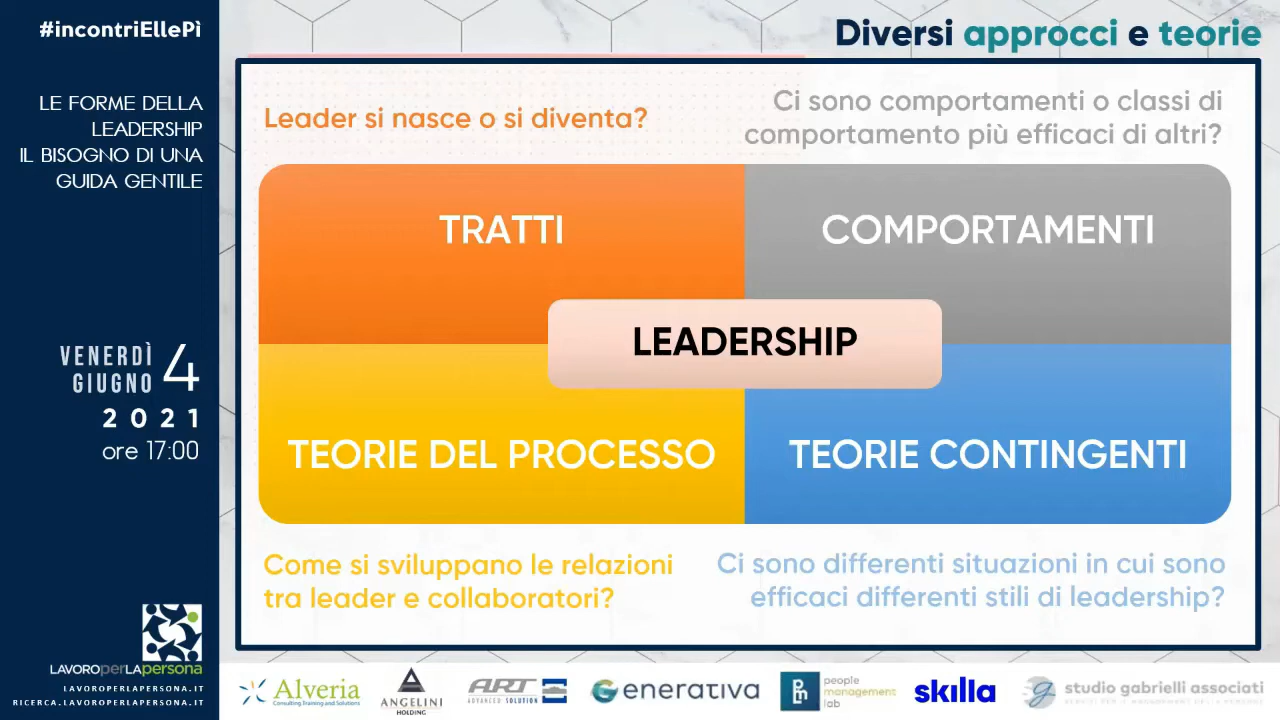 #incontriEllePì
LE FORME DELLA
LEADERSHIP
IL BISOGNO DI UNA
GUIDA GENTILE
VENERDÌ
GIUGNO 4
2021
ore 17:00
LAVOROperLApersona
LAVOROPERLAPERSONA.IT
RICERCA.LAVOROPERLAPERSONA.IT
Diversi approcci e teorie
Leader si nasce o si diventa?
Ci sono comportamenti o classi di
comportamento più efficaci di altri?
TRATTI
COMPORTAMENTI
LEADERSHIP
TEORIE DEL PROCESSO
TEORIE CONTINGENTI
Come si sviluppano le relazioni
tra leader e collaboratori?
Ci sono differenti situazioni in cui sono
efficaci differenti stili di leadership?
Alveria
Consulting Training and Solutions
ANGELINI
HOLDING
ART
ADVANCED SOLUTION
Generativa
people
management
lab
skilla
studio gabrielli associati